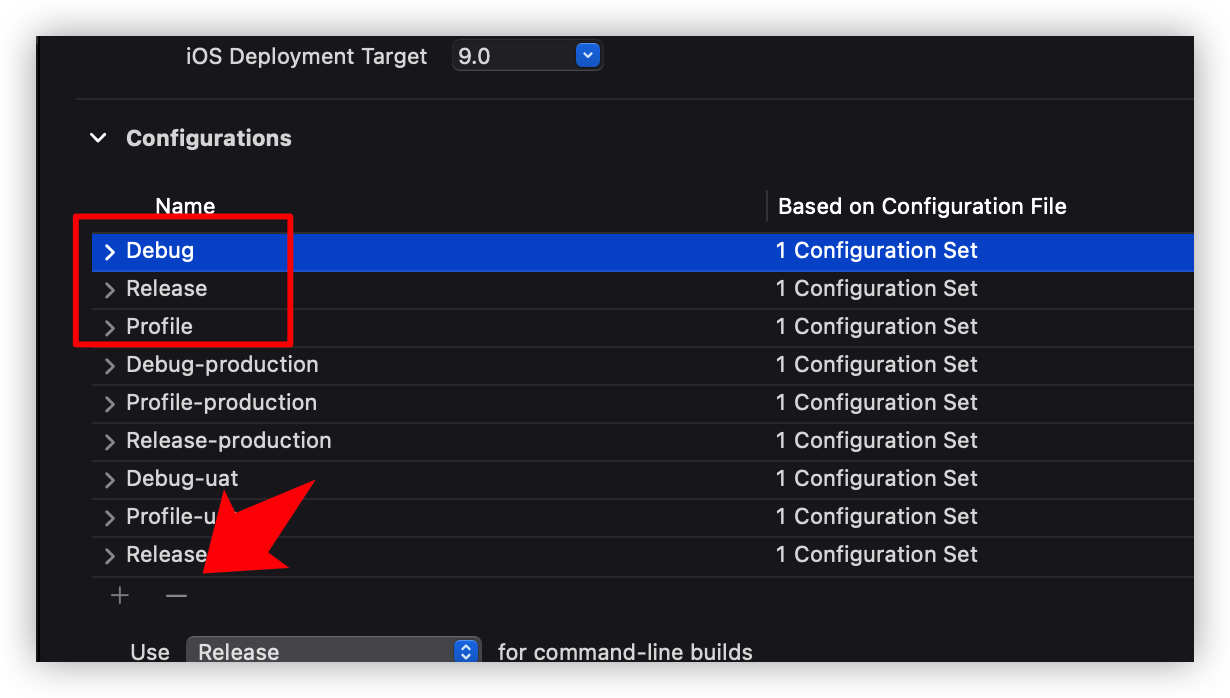 iOS Deployment Target 9.0
Configurations
Name Based on Configuration File
Debug 1 Configuration Set
Release 1 Configuration Set
Profile 1 Configuration Set
Debug-production 1 Configuration Set
Profile-production 1 Configuration Set
Release-production 1 Configuration Set
Debug-uat 1 Configuration Set
Profile-u 1 Configuration Set
Release 1 Configuration Set
+ —
Use Release for command-line builds